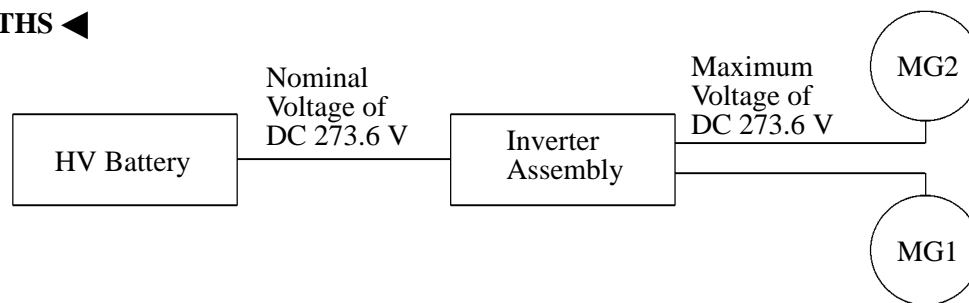 THS ◀
Nominal
Voltage of
DC 273.6 V
Maximum
Voltage of
DC 273.6 V
MG2
HV Battery
Inverter
Assembly
MG1